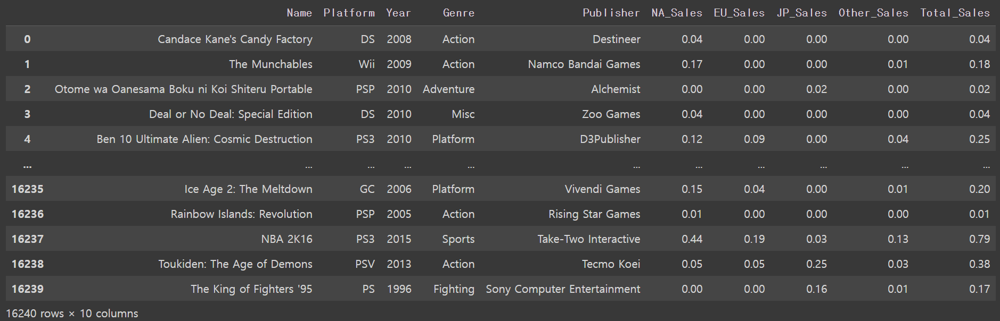 Name Platform Year Genre Publisher NA_Sales EU_Sales JP_Sales Other_Sales Total_Sales
0 Candace Kane's Candy Factory DS 2008 Action Destineer 0.04 0.00 0.00 0.00 0.04
1 The Munchables Wii 2009 Action Namco Bandai Games 0.17 0.00 0.00 0.01 0.18
2 Otome wa Oanesama Boku ni Koi Shiteru Portable PSP 2010 Adventure Alchemist 0.00 0.00 0.02 0.00 0.02
3 Deal or No Deal: Special Edition DS 2010 Misc Zoo Games 0.04 0.00 0.00 0.00 0.04
4 Ben 10 Ultimate Alien: Cosmic Destruction PS3 2010 Platform D3Publisher 0.12 0.09 0.00 0.04 0.25
... ... ... ... ... ... ... ... ... ... ...
16235 Ice Age 2: The Meltdown GC 2006 Platform Vivendi Games 0.15 0.04 0.00 0.01 0.20
16236 Rainbow Islands: Revolution PSP 2005 Action Rising Star Games 0.01 0.00 0.00 0.00 0.01
16237 NBA 2K16 PS3 2015 Sports Take-Two Interactive 0.44 0.19 0.03 0.13 0.79
16238 Toukiden: The Age of Demons PSV 2013 Action Tecmo Koei 0.05 0.05 0.25 0.03 0.38
16239 The King of Fighters '95 PS 1996 Fighting Sony Computer Entertainment 0.00 0.00 0.16 0.01 0.17
16240 rows × 10 columns